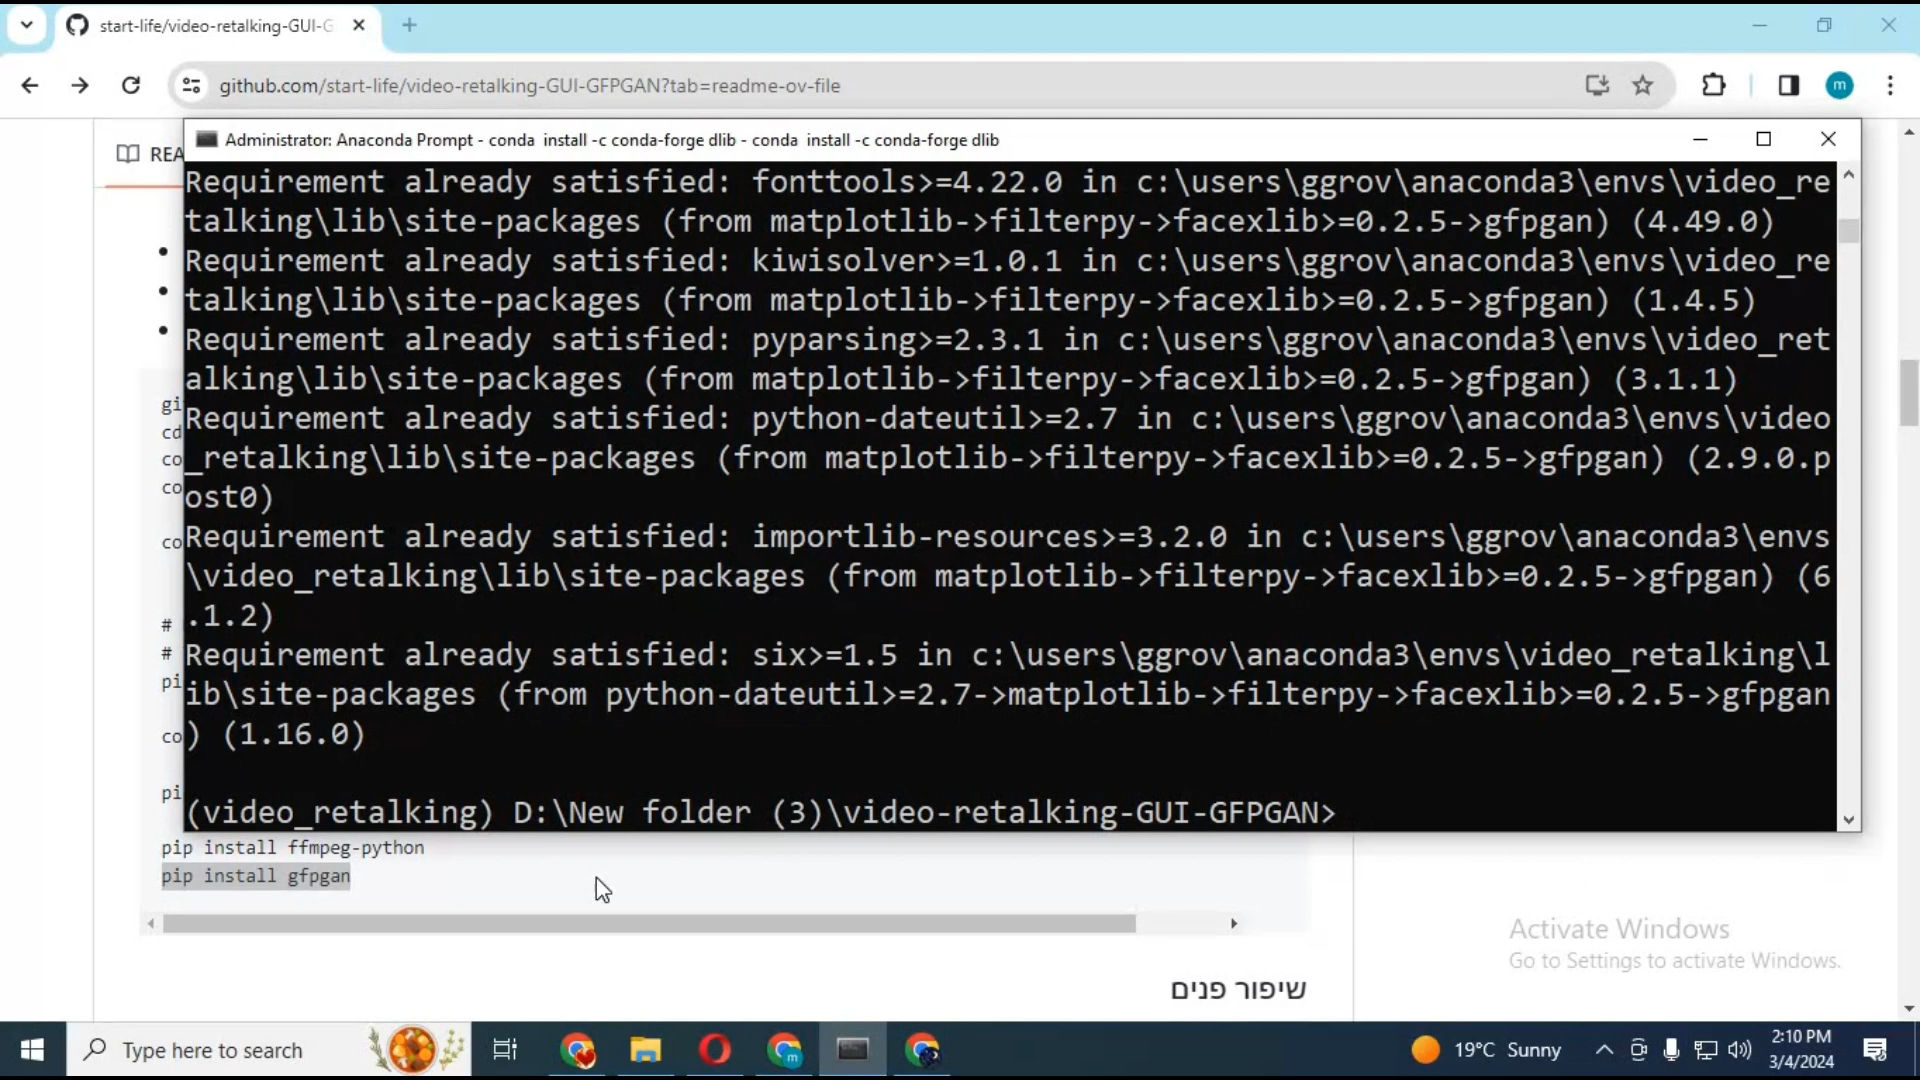 start-life/video-retalking-GUI-G
github.com/start-life/video-retalking-GUI-GFPGAN?tab=readme-ov-file
m
REA
Administrator: Anaconda Prompt - conda  install -c conda-forge dlib - conda  install -c conda-forge dlib
Requirement already satisfied: fonttools>=4.22.0 in c:\users\ggrov\anaconda3\envs\video_re
talking\lib\site-packages (from matplotlib->filterpy->facexlib>=0.2.5->gfpgan) (4.49.0)
Requirement already satisfied: kiwisolver>=1.0.1 in c:\users\ggrov\anaconda3\envs\video_re
talking\lib\site-packages (from matplotlib->filterpy->facexlib>=0.2.5->gfpgan) (1.4.5)
Requirement already satisfied: pyparsing>=2.3.1 in c:\users\ggrov\anaconda3\envs\video_ret
alking\lib\site-packages (from matplotlib->filterpy->facexlib>=0.2.5->gfpgan) (3.1.1)
Requirement already satisfied: python-dateutil>=2.7 in c:\users\ggrov\anaconda3\envs\video
_retalking\lib\site-packages (from matplotlib->filterpy->facexlib>=0.2.5->gfpgan) (2.9.0.p
ost0)
Requirement already satisfied: importlib-resources>=3.2.0 in c:\users\ggrov\anaconda3\envs
\video_retalking\lib\site-packages (from matplotlib->filterpy->facexlib>=0.2.5->gfpgan) (6
.1.2)
Requirement already satisfied: six>=1.5 in c:\users\ggrov\anaconda3\envs\video_retalking\l
ib\site-packages (from python-dateutil>=2.7->matplotlib->filterpy->facexlib>=0.2.5->gfpgan
) (1.16.0)
(video_retalking) D:\New folder (3)\video-retalking-GUI-GFPGAN>
gi
cd
co
co
co
#
#
pi
co
pi
pip install ffmpeg-python
pip install gfpgan
שיפור פנים
Activate Windows
Go to Settings to activate Windows.
Type here to search
m
19°C Sunny
2:10 PM
3/4/2024